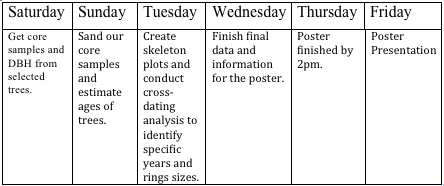 Saturday
Sunday
Tuesday
Wednesday
Thursday
Friday
Get core
samples and
DBH from
selected
trees.
Sand our
core
samples
and
estimate
ages of
trees.
Create
skeleton
plots and
conduct
cross-
dating
analysis to
identify
specific
years and
rings sizes.
Finish final
data and
information
for the poster.
Poster
finished by
2pm.
Poster
Presentation